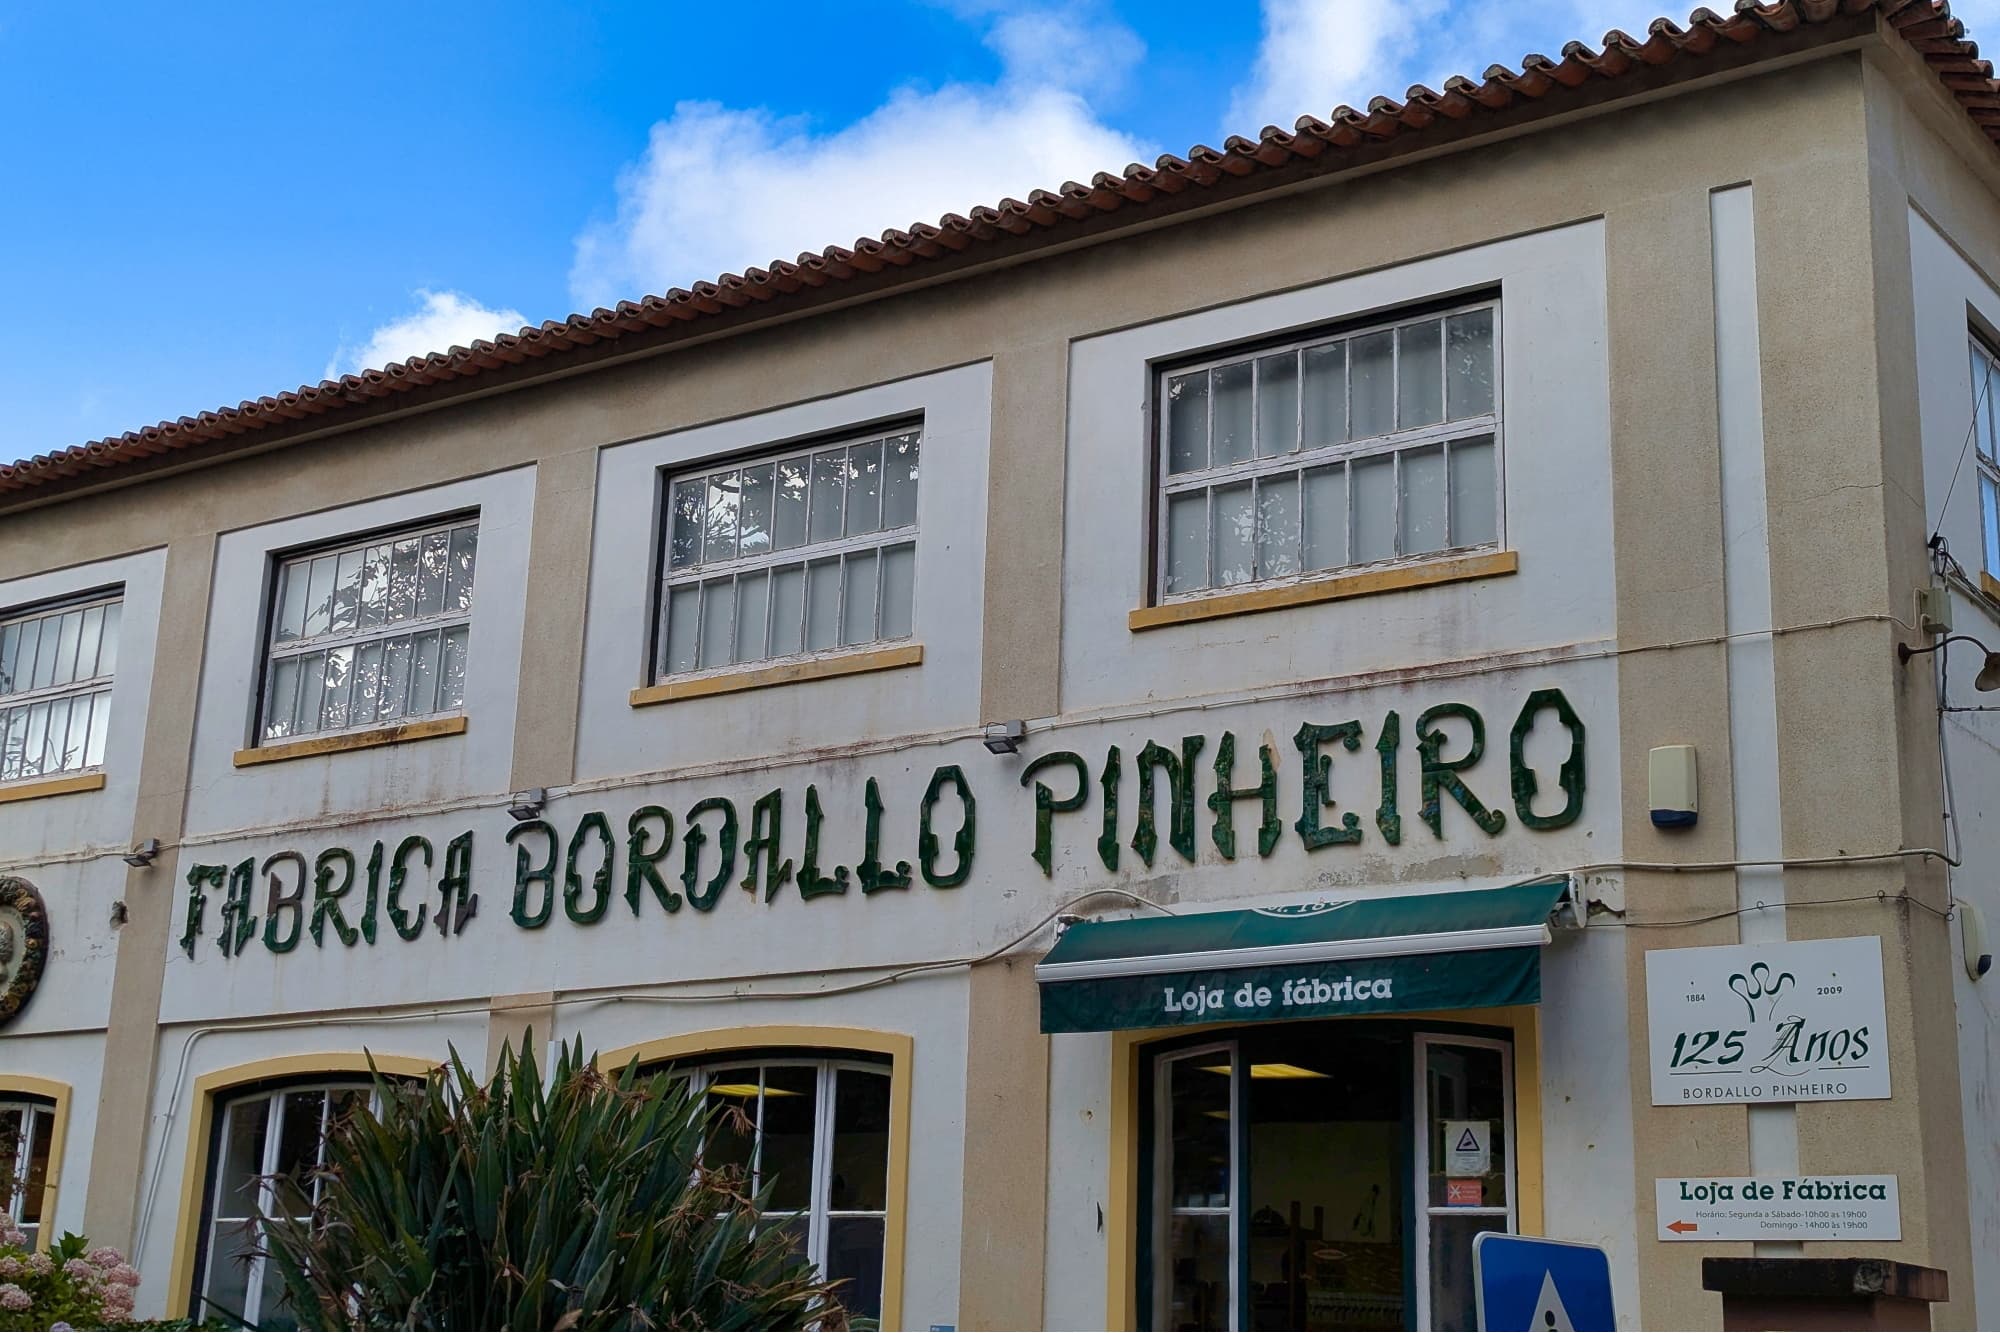 FABRICA BORDALLO PINHEIRO
Loja de fábrica
1884 2009
125 Anos
BORDALLO PINHEIRO
Loja de Fábrica
Horário: Segunda a Sábado-10h00 as 19h00
Domingo - 14h00 às 19h00